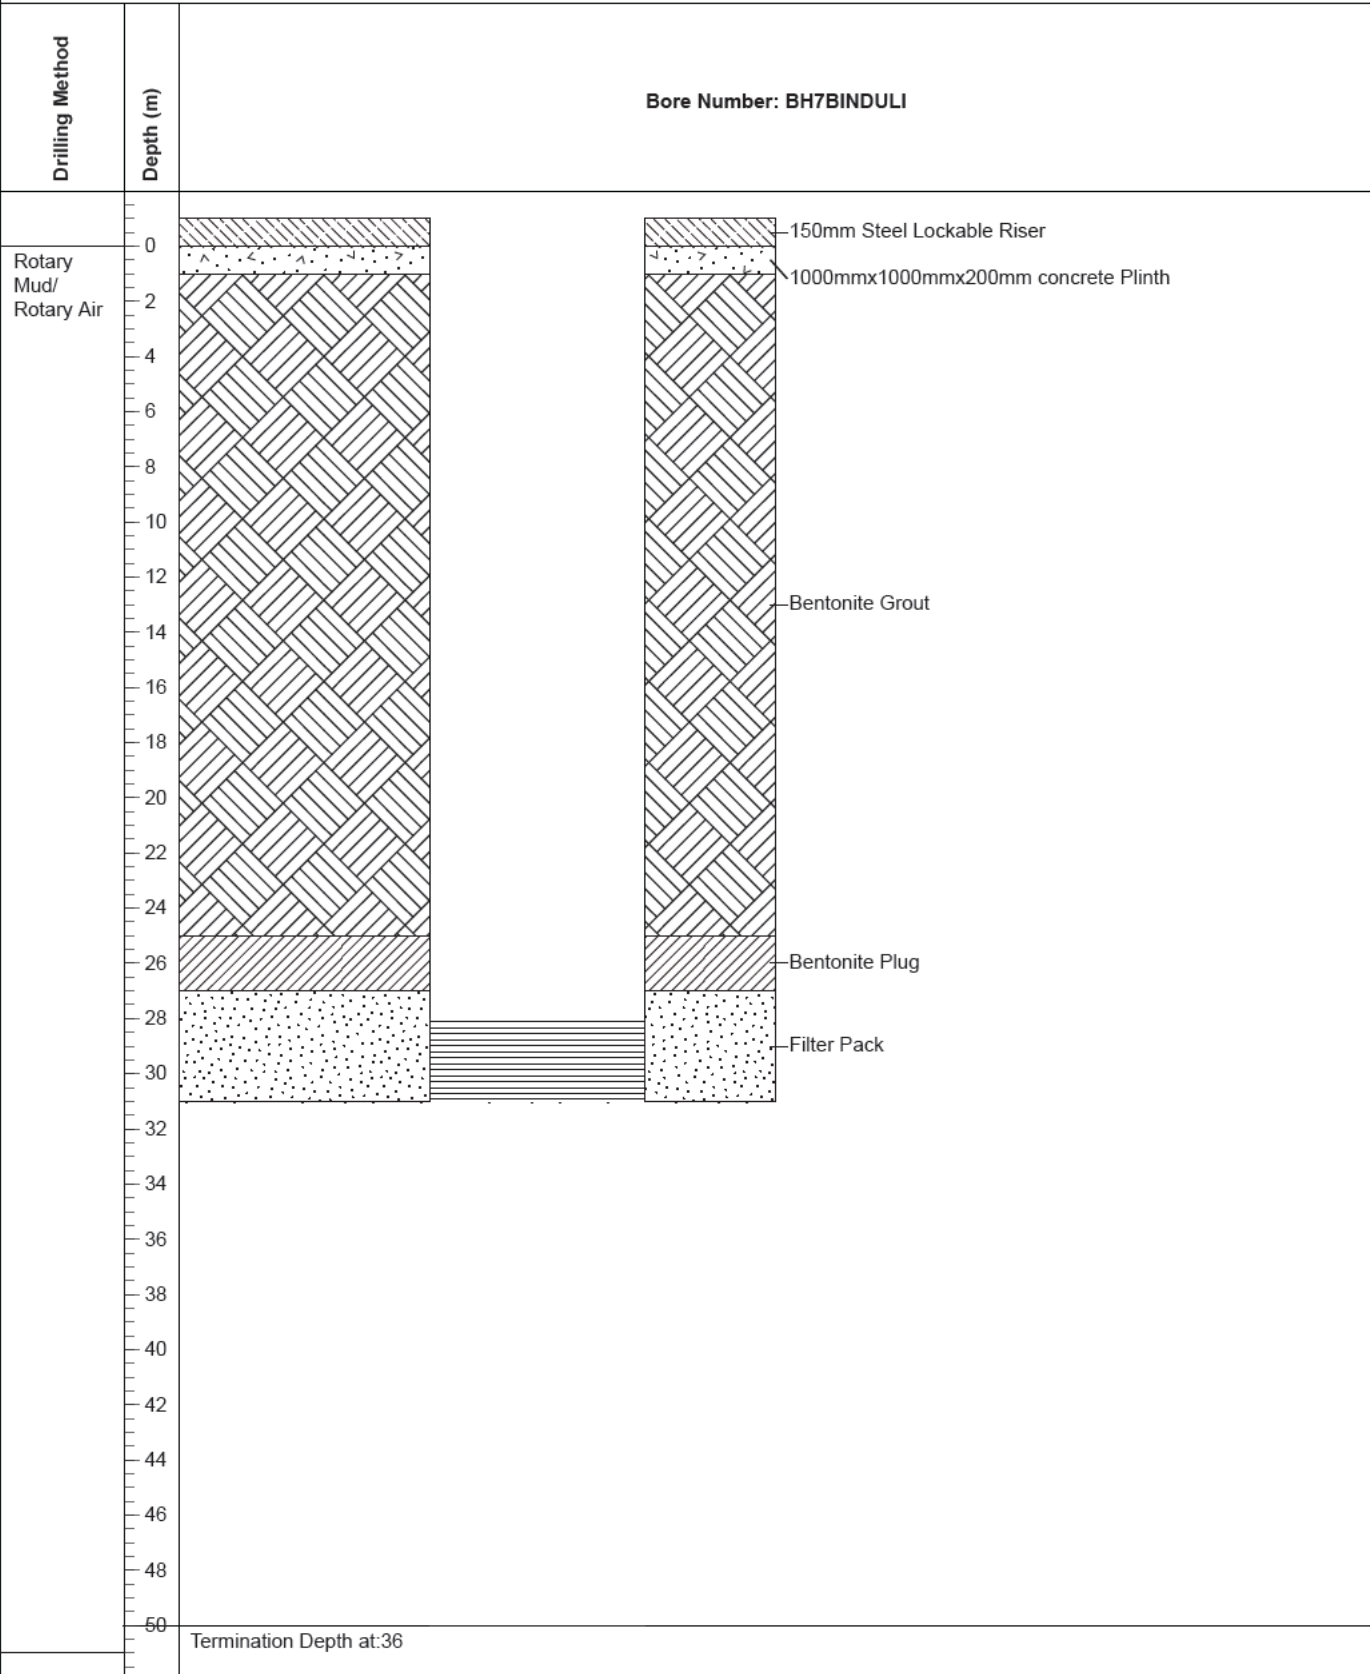 Drilling Method
Depth (m)
Bore Number: BH7BINDULI
150mm Steel Lockable Riser
0
Rotary
Mud/
Rotary Air
1000mmx1000mmx200mm concrete Plinth
2
4
6
8
10
12
Bentonite Grout
14
16
18
20
22
24
26
Bentonite Plug
28
Filter Pack
30
32
34
36
38
40
42
44
46
48
50
Termination Depth at:36